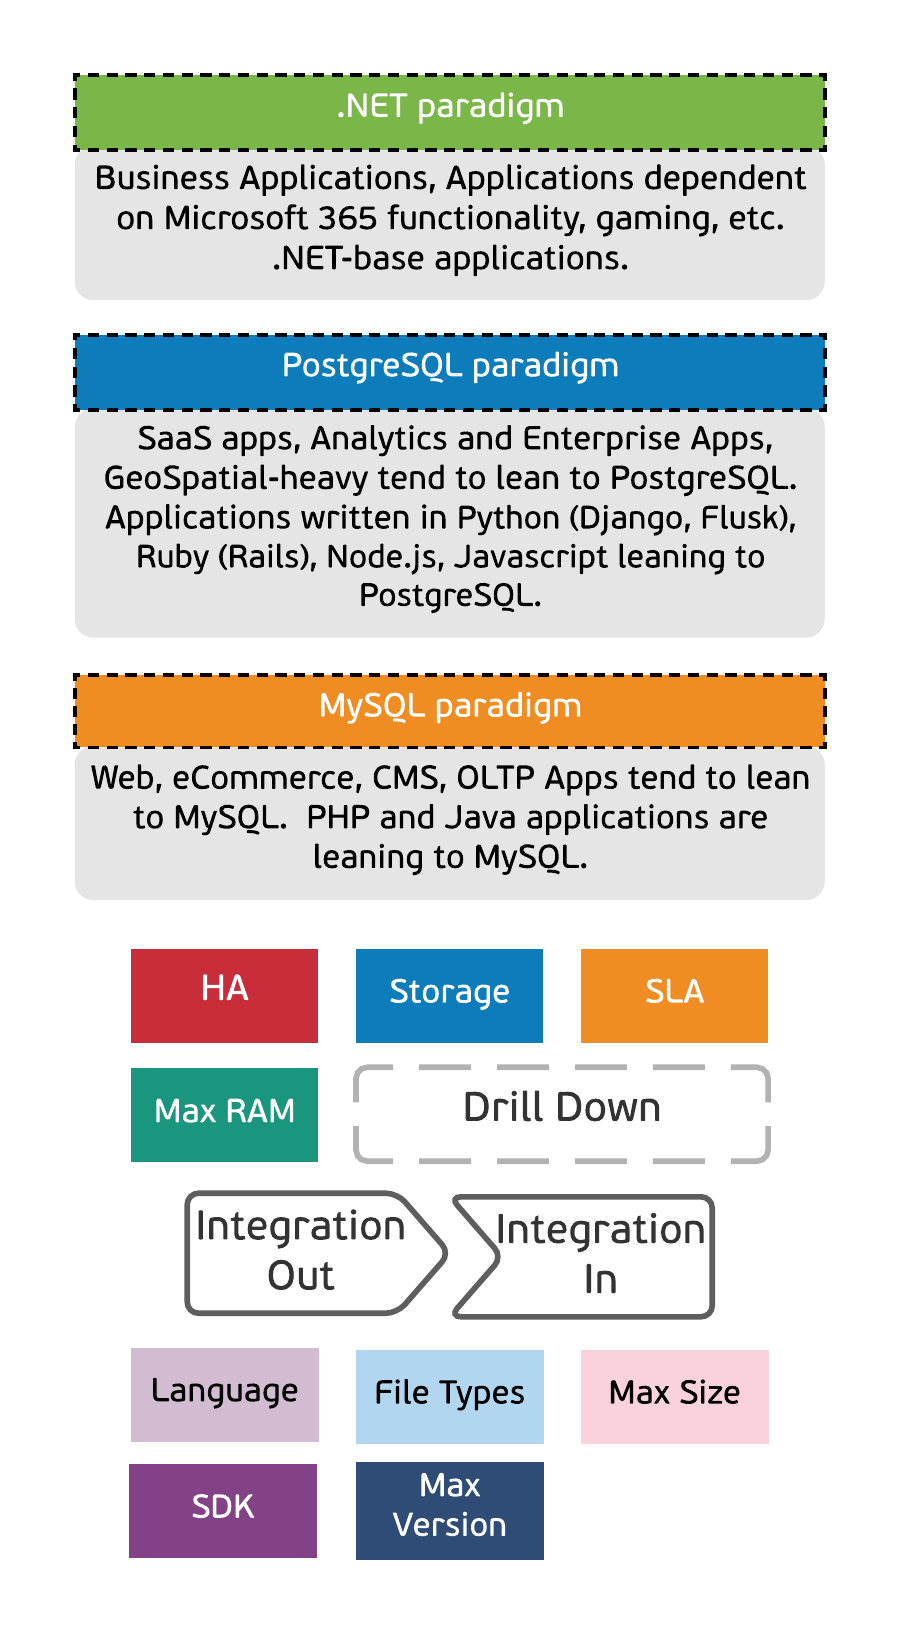 .NET paradigm
Business Applications, Applications dependent
on Microsoft 365 functionality, gaming, etc.
.NET-base applications.
PostgreSQL paradigm
SaaS apps, Analytics and Enterprise Apps,
GeoSpatial-heavy tend to lean to PostgreSQL.
Applications written in Python (Django, Flusk),
Ruby (Rails), Node.js, Javascript leaning to
PostgreSQL.
MySQL paradigm
Web, eCommerce, CMS, OLTP Apps tend to lean
to MySQL.  PHP and Java applications are
leaning to MySQL.
HA
Storage
SLA
Max RAM
Drill Down
Integration
Out
Integration
In
Language
File Types
Max Size
SDK
Max
Version